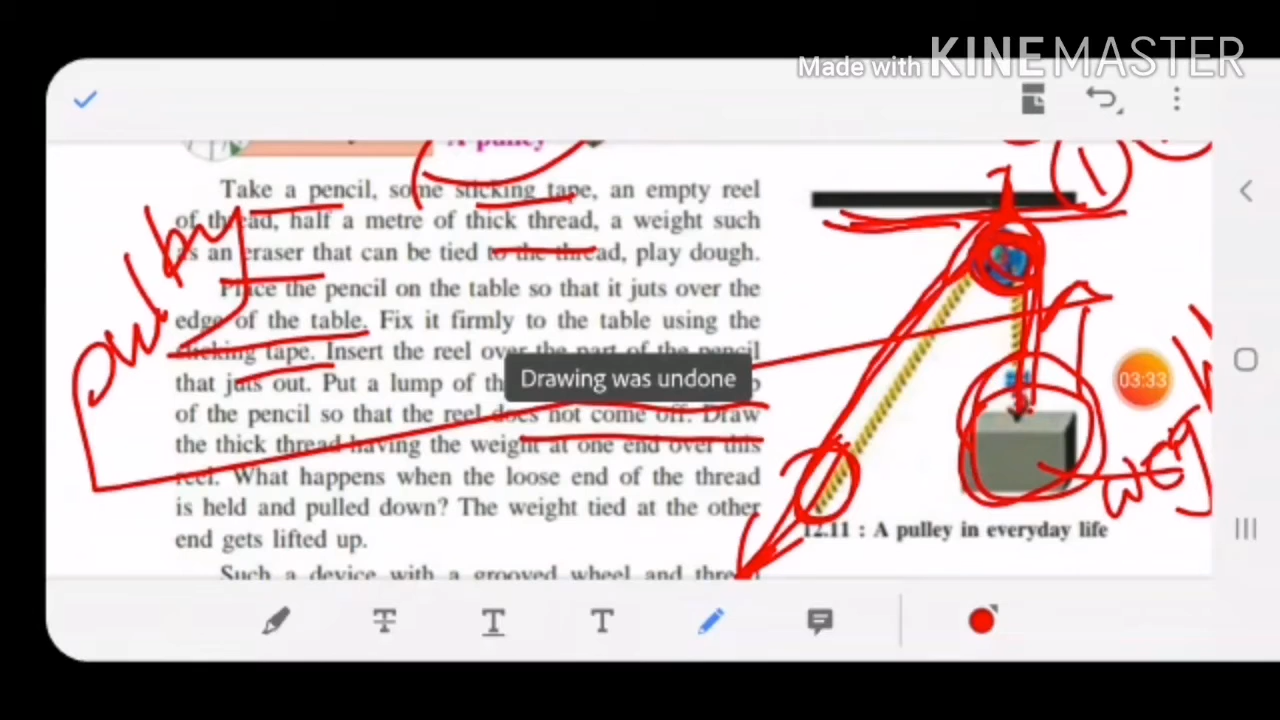 Made with KINEMASTER
A pulley
Take a pencil, some sticking tape, an empty reel
of thread, half a metre of thick thread, a weight such
as an eraser that can be tied to the thread, play dough.
Place the pencil on the table so that it juts over the
edge of the table. Fix it firmly to the table using the
sticking tape. Insert the reel over the part of the pencil
that juts out. Put a lump of
of the pencil so that the reel does not come off. Draw
the thick thread having the weight at one end over this
reel. What happens when the loose end of the thread
is held and pulled down? The weight tied at the other
end gets lifted up.
Such a device with a grooved wheel and thread
Drawing was undone
1
03:33
12.11 : A pulley in everyday life